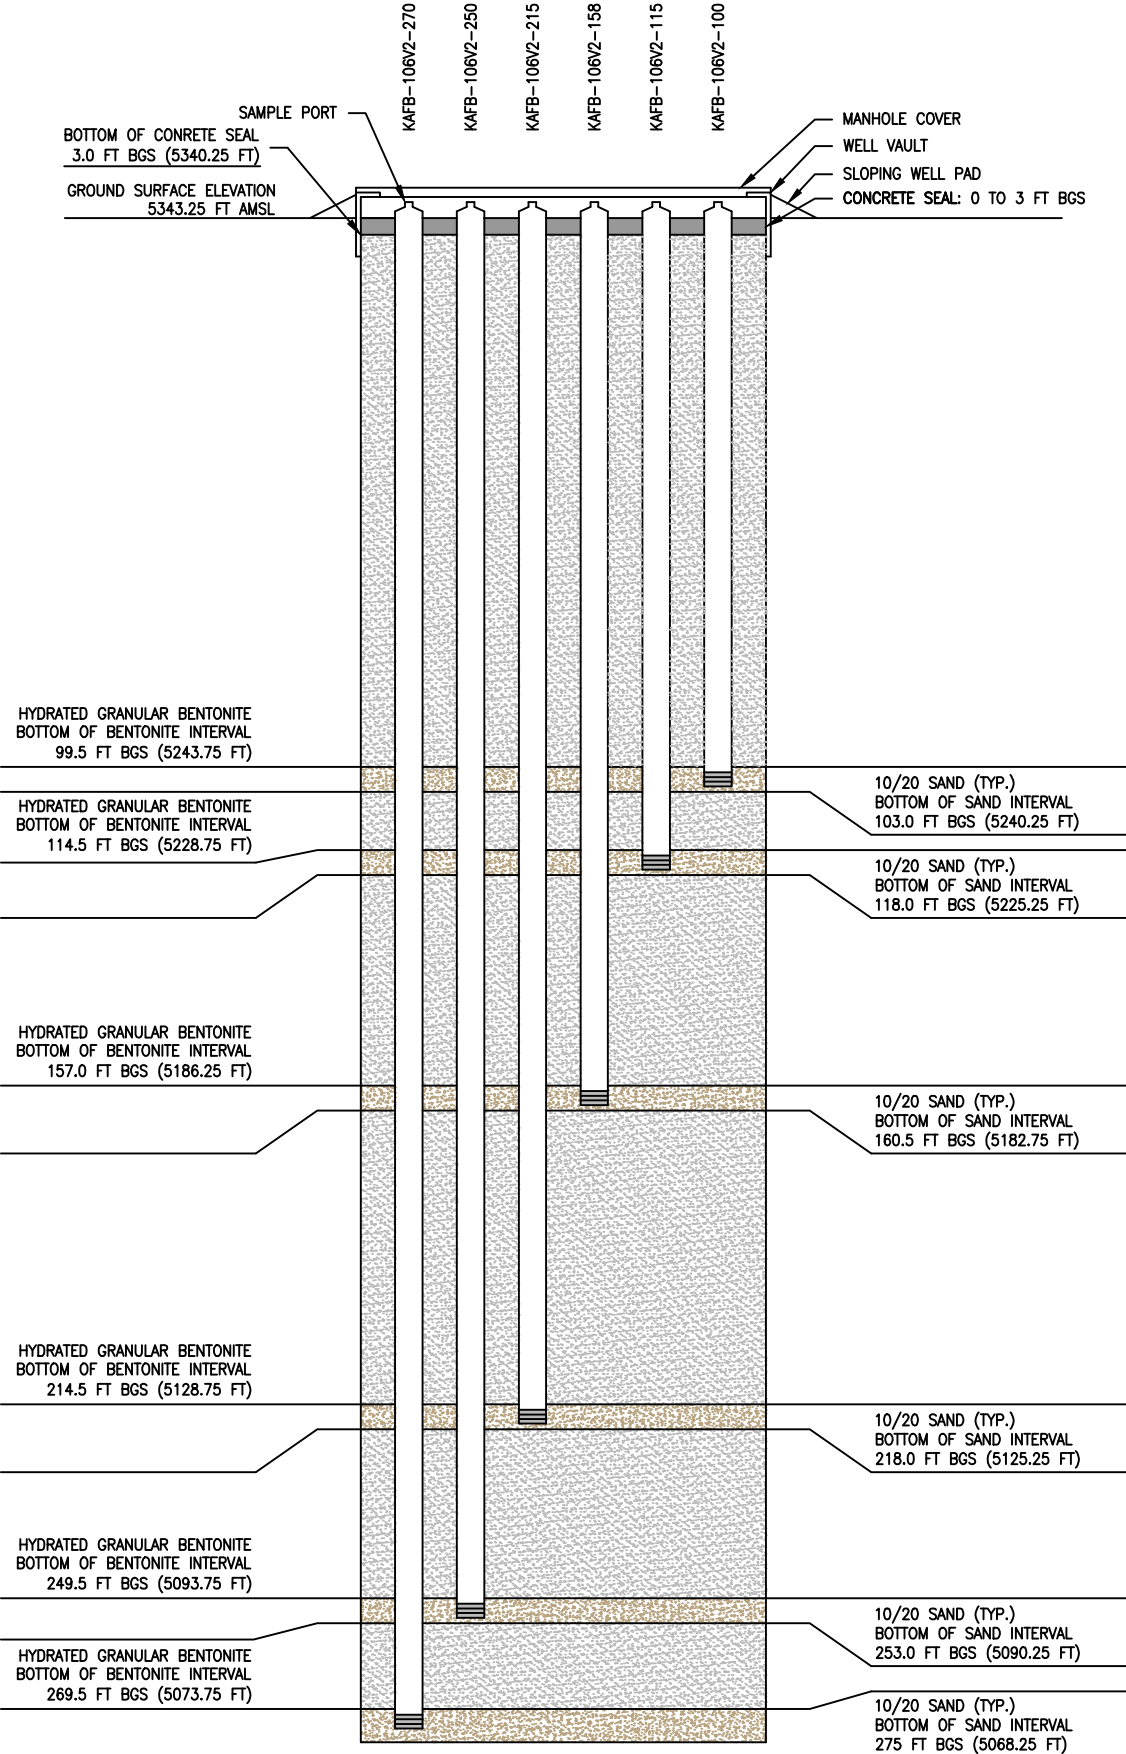 KAFB-106V2-270
KAFB-106V2-250
KAFB-106V2-215
KAFB-106V2-158
KAFB-106V2-115
KAFB-106V2-100
SAMPLE PORT
BOTTOM OF CONRETE SEAL
3.0 FT BGS (5340.25 FT)
GROUND SURFACE ELEVATION
5343.25 FT AMSL
MANHOLE COVER
WELL VAULT
SLOPING WELL PAD
CONCRETE SEAL: 0 TO 3 FT BGS
HYDRATED GRANULAR BENTONITE
BOTTOM OF BENTONITE INTERVAL
99.5 FT BGS (5243.75 FT)
10/20 SAND (TYP.)
BOTTOM OF SAND INTERVAL
103.0 FT BGS (5240.25 FT)
HYDRATED GRANULAR BENTONITE
BOTTOM OF BENTONITE INTERVAL
114.5 FT BGS (5228.75 FT)
10/20 SAND (TYP.)
BOTTOM OF SAND INTERVAL
118.0 FT BGS (5225.25 FT)
HYDRATED GRANULAR BENTONITE
BOTTOM OF BENTONITE INTERVAL
157.0 FT BGS (5186.25 FT)
10/20 SAND (TYP.)
BOTTOM OF SAND INTERVAL
160.5 FT BGS (5182.75 FT)
HYDRATED GRANULAR BENTONITE
BOTTOM OF BENTONITE INTERVAL
214.5 FT BGS (5128.75 FT)
10/20 SAND (TYP.)
BOTTOM OF SAND INTERVAL
218.0 FT BGS (5125.25 FT)
HYDRATED GRANULAR BENTONITE
BOTTOM OF BENTONITE INTERVAL
249.5 FT BGS (5093.75 FT)
10/20 SAND (TYP.)
BOTTOM OF SAND INTERVAL
253.0 FT BGS (5090.25 FT)
HYDRATED GRANULAR BENTONITE
BOTTOM OF BENTONITE INTERVAL
269.5 FT BGS (5073.75 FT)
10/20 SAND (TYP.)
BOTTOM OF SAND INTERVAL
275 FT BGS (5068.25 FT)